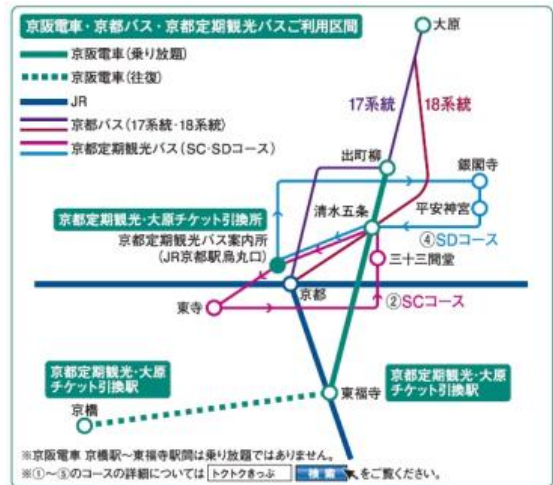 京阪電車・京都バス・京都定期観光バスご利用区間
京阪電車(乗り放題)
京阪電車(往復)
JR
京都バス(17系統・18系統)
京都定期観光バス(SC・SDコース)
大原
17系統
18系統
出町柳
銀閣寺
平安神宮
清水五条
④SDコース
京都定期観光・大原チケット引換所
京都定期観光バス案内所
(JR京都駅烏丸口)
三十三間堂
京都
東寺
②SCコース
京都定期観光・大原
チケット引換駅
京橋
東福寺
京都定期観光・大原
チケット引換駅
※京阪電車 京橋駅〜東福寺駅間は乗り放題ではありません。
※①〜⑤のコースの詳細については トクトクきっぷ 検索 をご覧ください。